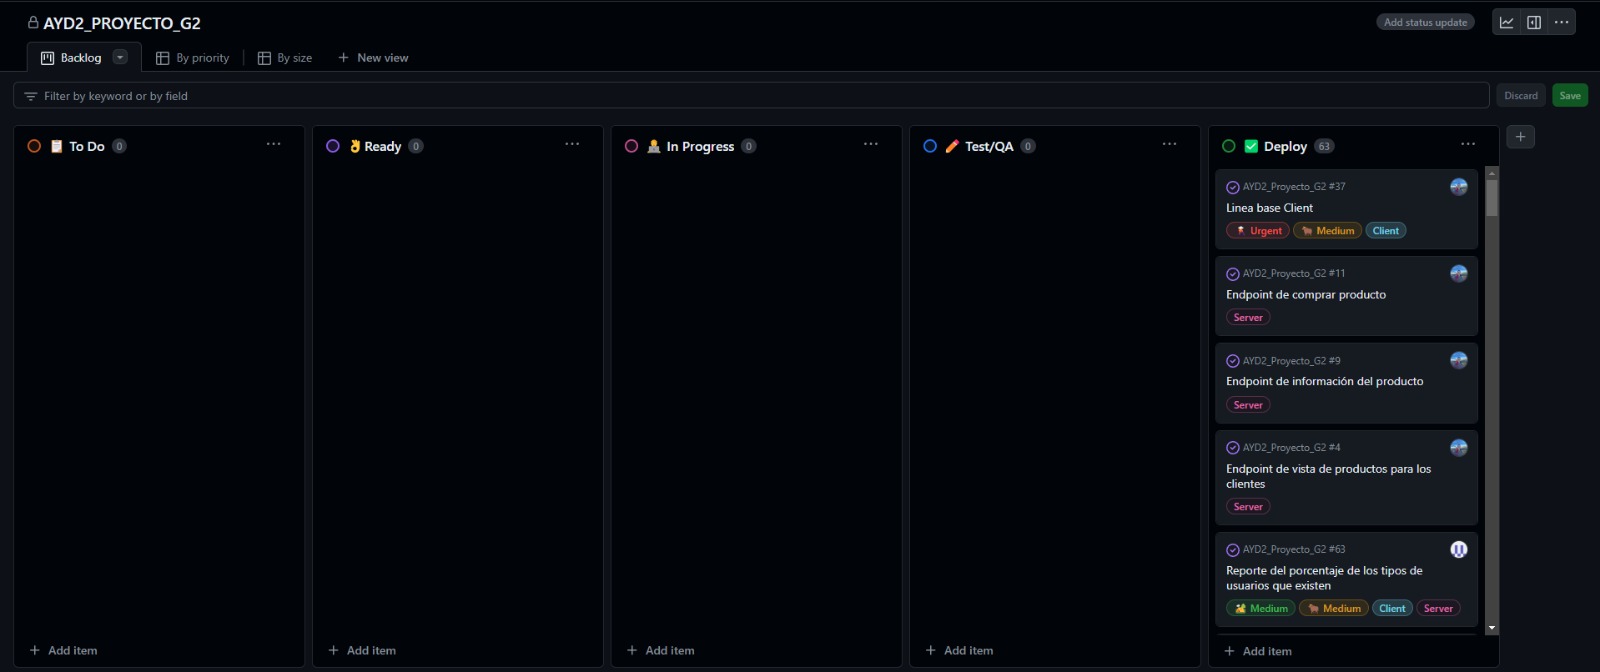 AYD2_PROYECTO_G2
Add status update
Backlog
By priority
By size
New view
Filter by keyword or by field
Discard
Save
To Do 0
Ready 0
In Progress 0
Test/QA 0
Deploy 63
AYD2_Proyecto_G2 #37
Linea base Client
Urgent Medium Client
AYD2_Proyecto_G2 #11
Endpoint de comprar producto
Server
AYD2_Proyecto_G2 #9
Endpoint de información del producto
Server
AYD2_Proyecto_G2 #4
Endpoint de vista de productos para los
clientes
Server
AYD2_Proyecto_G2 #63
Reporte del porcentaje de los tipos de
usuarios que existen
Medium Medium Client Server
Add item
Add item
Add item
Add item
Add item